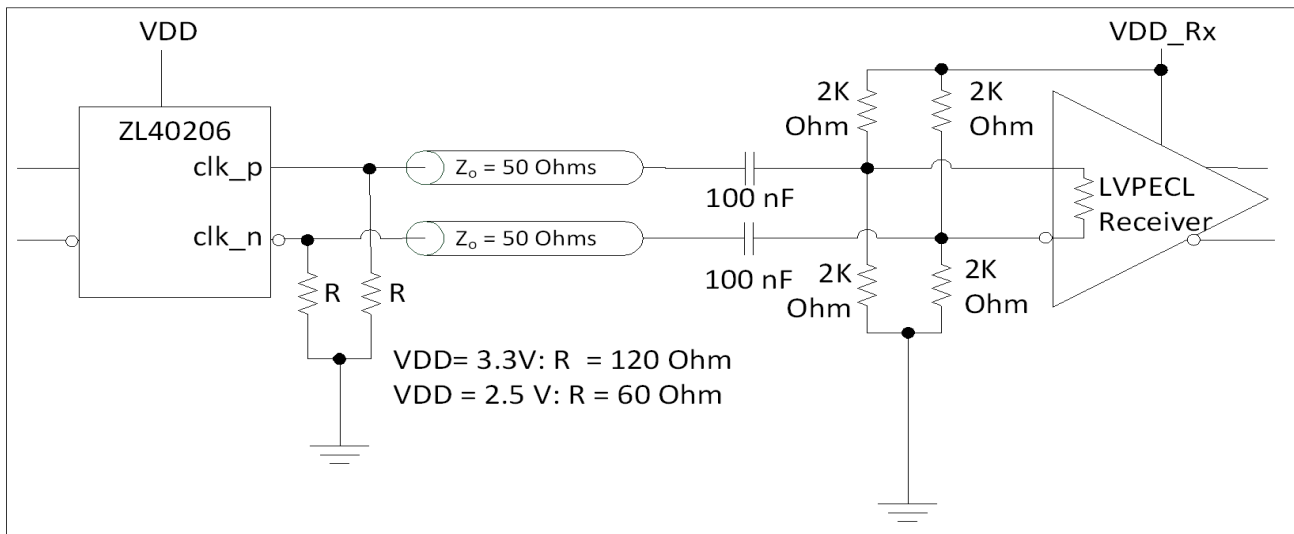 VDD
VDD_Rx
2K
Ohm
2K
Ohm
ZL40206
clk_p
Zo = 50 Ohms
100 nF
LVPECL
Receiver
clk_n
Zo = 50 Ohms
100 nF
R
R
2K
Ohm
2K
Ohm
VDD= 3.3V: R = 120 Ohm
VDD = 2.5 V: R = 60 Ohm